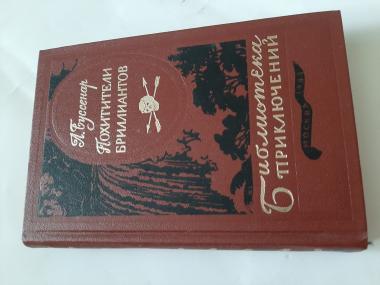 Л. Буссенар
ПОХИТИТЕЛИ
БРИЛЛИАНТОВ
Библиотека
ПРИКЛЮЧЕНИЙ